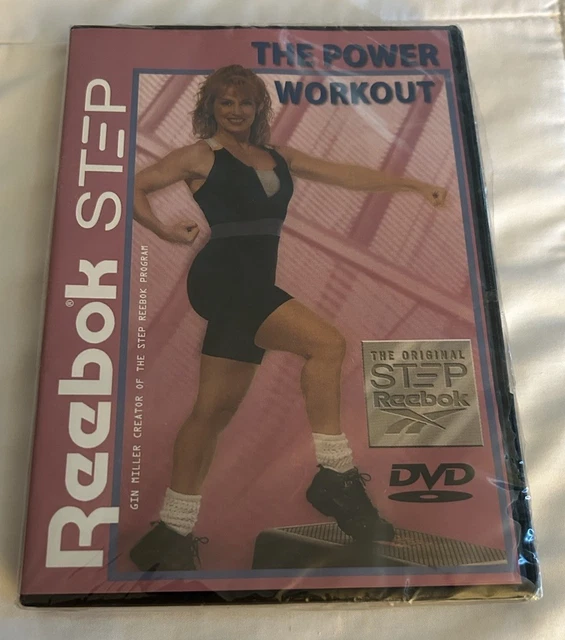 THE POWER
WORKOUT
Reebok® STEP
GIN MILLER CREATOR OF THE STEP REEBOK PROGRAM
THE ORIGINAL
STEP
Reebok
DVD